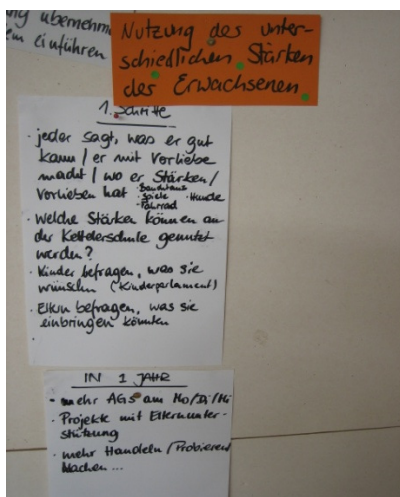 ng übernehm
em einführen
Nutzung des unter-
schiedlichen Stärken
der Erwachsenen
1. Schritte
· jeder sagt, was er gut
kann / er mit Vorliebe
macht / wo er Stärken /
Vorlieben hat · Baumhaus
· Spiele · Hunde
· Fahrrad
· Welche Stärken können an
der Kettelerschule genutzt
werden?
· Kinder befragen, was sie
wünschen (Kinderparlament)
· Eltern befragen, was sie
einbringen könnten
IN 1 JAHR
· mehr AGs am Mo/Di/Mi
· Projekte mit Elternunter-
stützung
· mehr Handeln / Probieren /
Machen ...